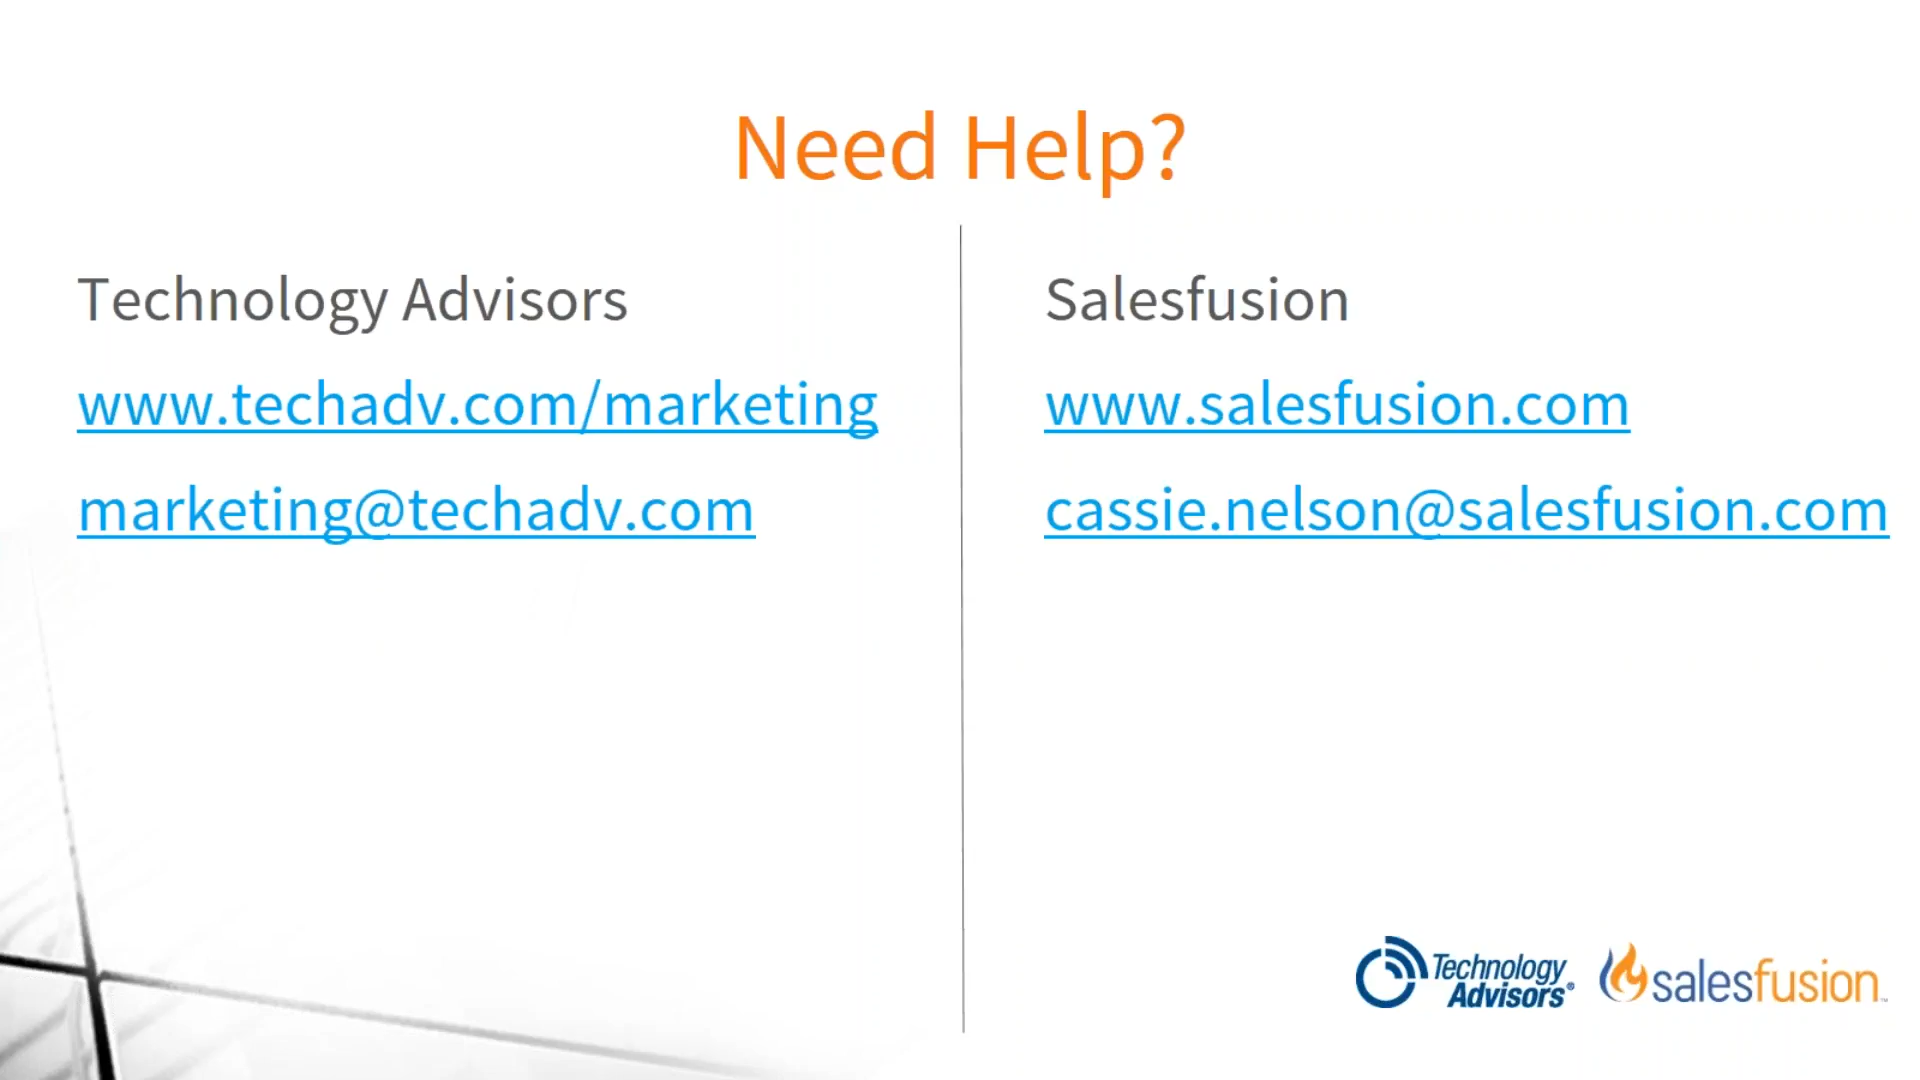 Need Help?
Technology Advisors
www.techadv.com/marketing
marketing@techadv.com
Salesfusion
www.salesfusion.com
cassie.nelson@salesfusion.com
Technology
Advisors®
salesfusion™